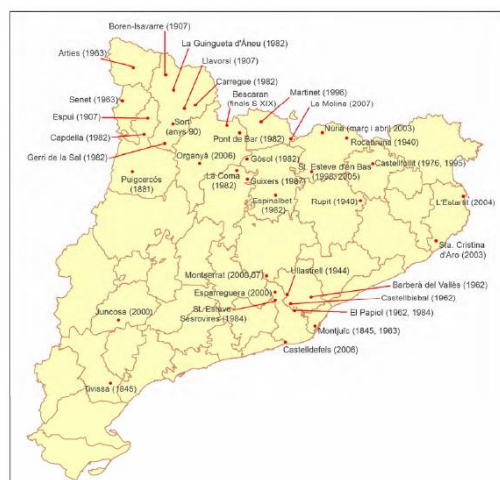 Boren-Isavarre (1907)
La Guingueta d'Àneu (1982)
Arties (1963)
Llavorsí (1907)
Carregue (1982)
Bescaran
(finals S XIX)
Martinet (1996)
La Molina (2007)
Senet (1963)
Espui (1907)
Sort
(anys 90)
Pont de Bar (1982)
Núria (març i abril 2003)
Rocabruna (1940)
Capdella (1982)
Gerri de la Sal (1982)
Organyà (2006)
Gósol (1982)
Castellfollit (1976, 1995)
La Coma
(1982)
St. Esteve d'en Bas
(1998, 2005)
Puigcercós
(1881)
Guixers (1987)
Espinalbet
(1982)
Rupit (1940)
L'Estartit (2004)
Sta. Cristina
d'Aro (2003)
Montserrat (2000,07)
Ullastrell (1944)
Esparreguera (2000)
Barberà del Vallès (1962)
Castellbisbal (1962)
St. Esteve
Sesrovires (1984)
El Papiol (1962, 1984)
Juncosa (2000)
Montjuïc (1845, 1963)
Castelldefels (2006)
Tivissa (1845)